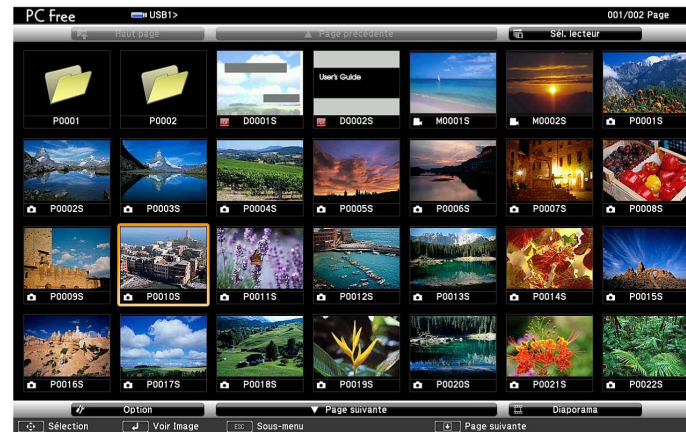 PC Free USB1> 001/002 Page
Haut page Page précédente Sél. lecteur
User's Guide
P0001 P0002 D0001S D0002S M0001S M0002S P0001S
P0002S P0003S P0004S P0005S P0006S P0007S P0008S
P0009S P0010S P0011S P0012S P0013S P0014S P0015S
P0016S P0017S P0018S P0019S P0020S P0021S P0022S
Option Page suivante Diaporama
Sélection Voir Image ESC Sous-menu Page suivante